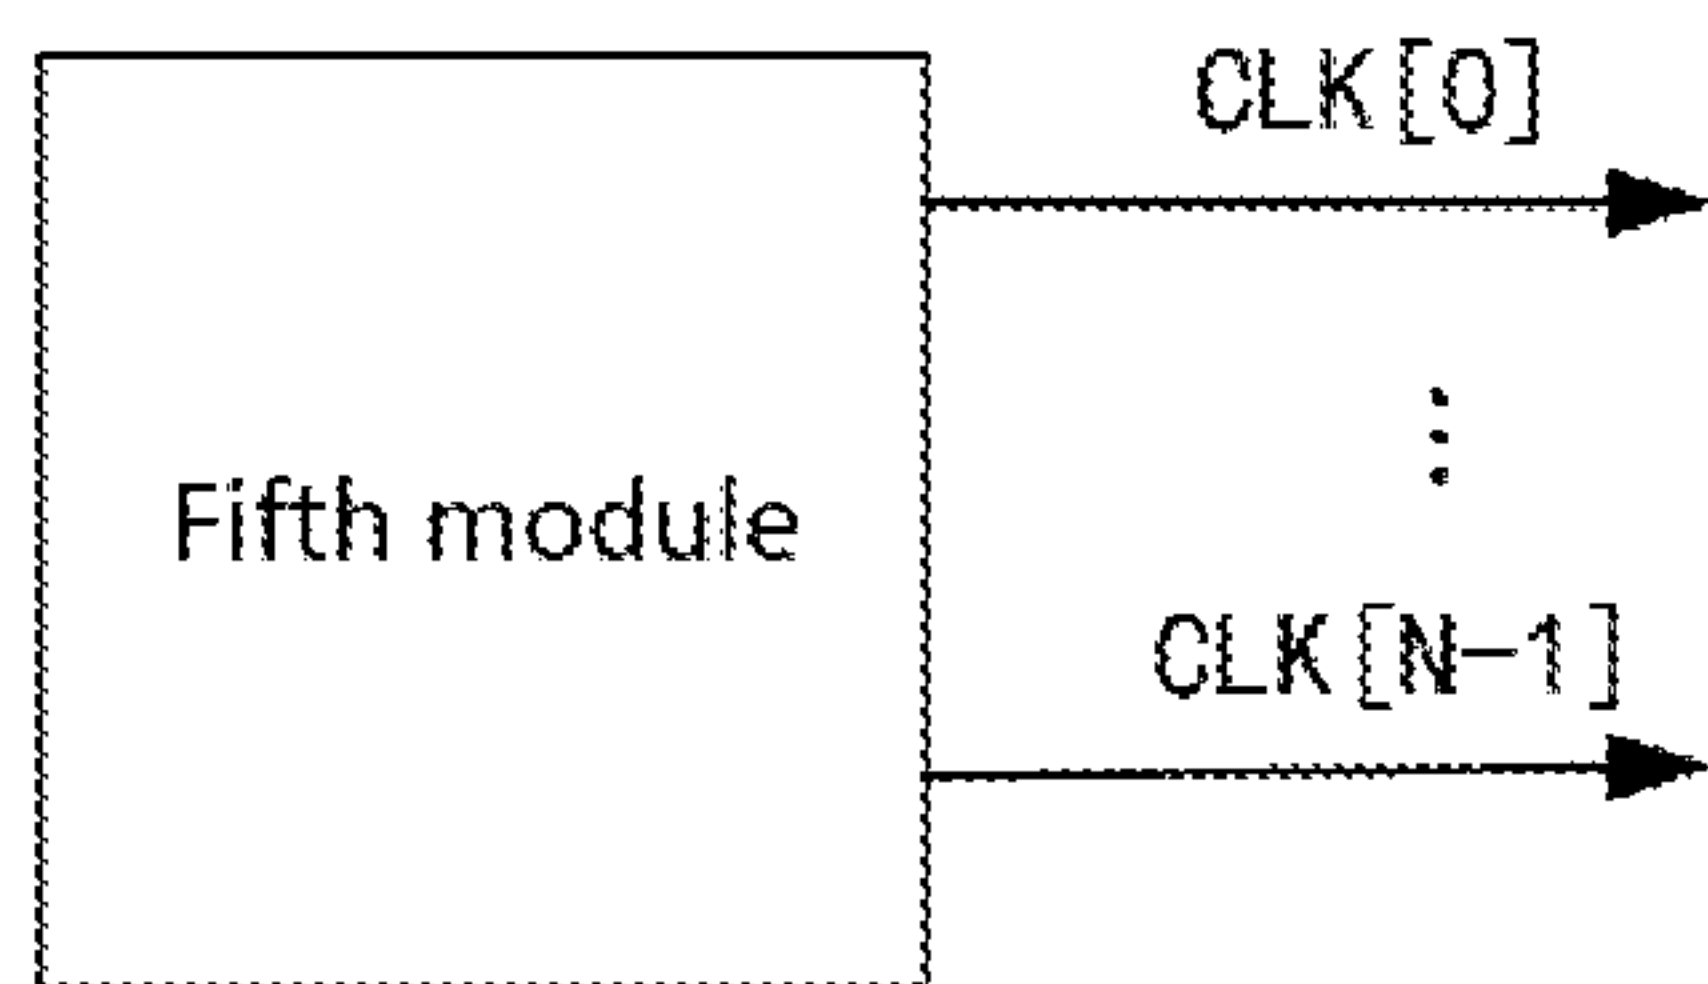 CLK[0]
⋮
Fifth module
CLK[N-1]